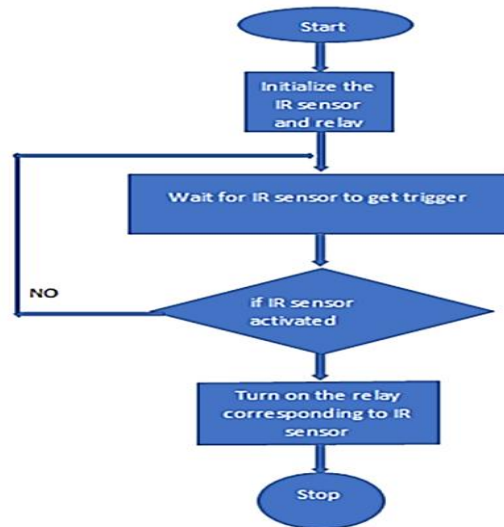 Start
Initialize the
IR sensor
and relay
Wait for IR sensor to get trigger
NO
if IR sensor
activated
Turn on the relay
corresponding to IR
sensor
Stop